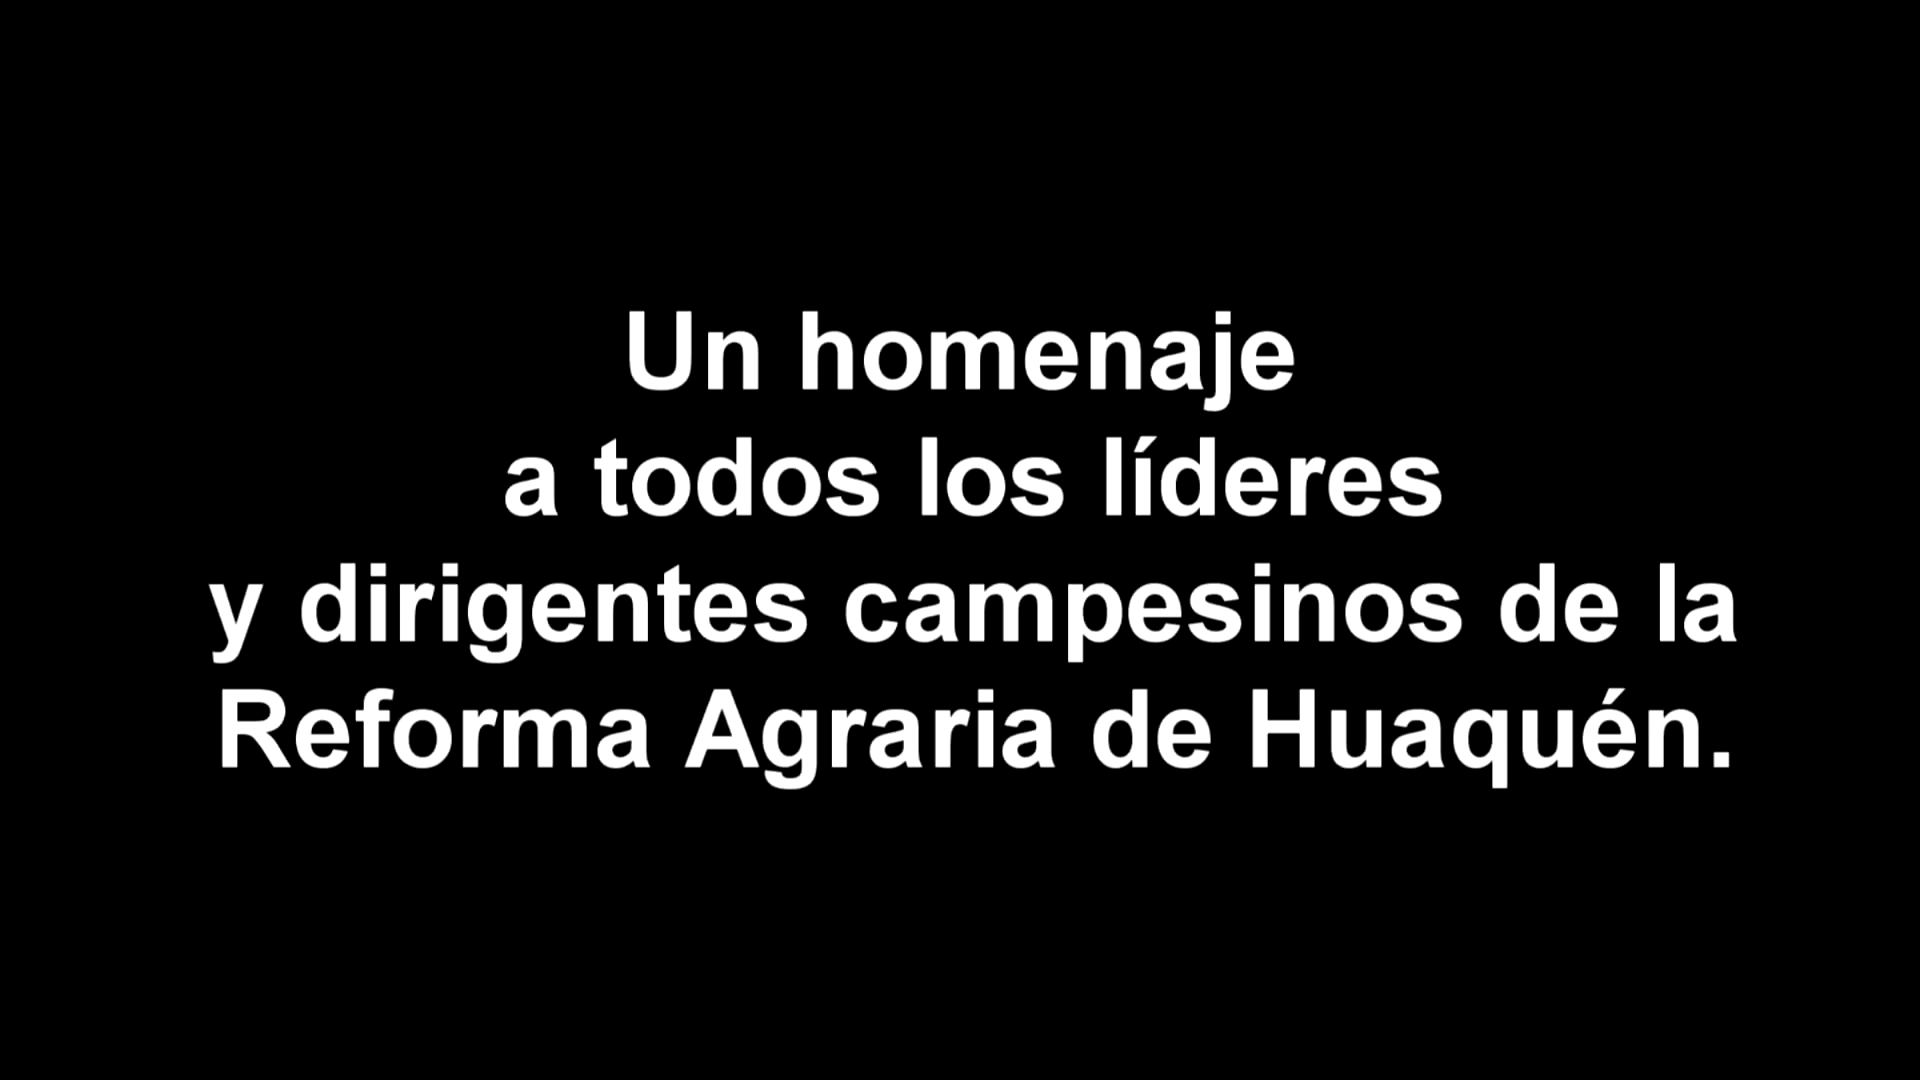 Un homenaje
a todos los líderes
y dirigentes campesinos de la
Reforma Agraria de Huaquén.